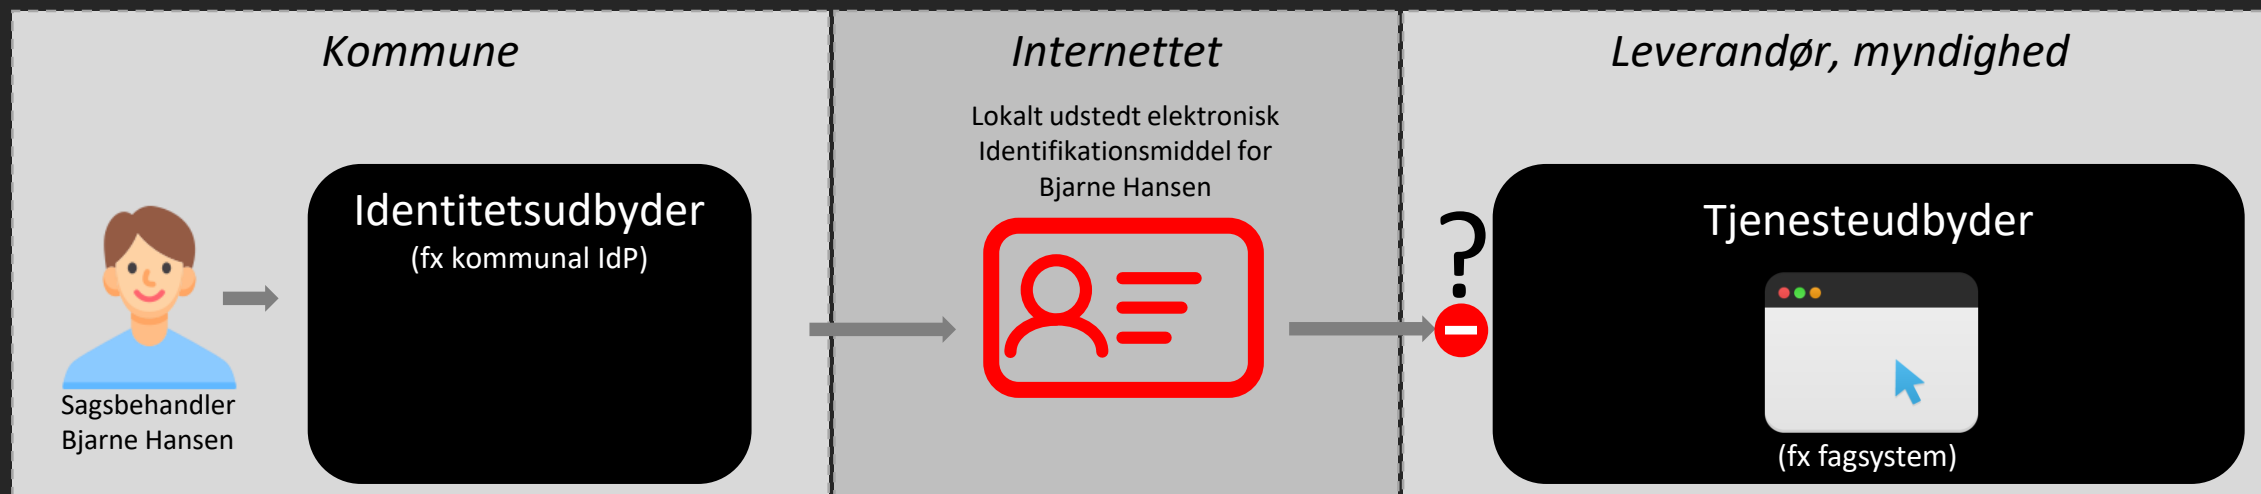 Kommune
Sagsbehandler
Bjarne Hansen
Identitetsudbyder
(fx kommunal IdP)
Internettet
Lokalt udstedt elektronisk
Identifikationsmiddel for
Bjarne Hansen
Leverandør, myndighed
?
Tjenesteudbyder
(fx fagsystem)